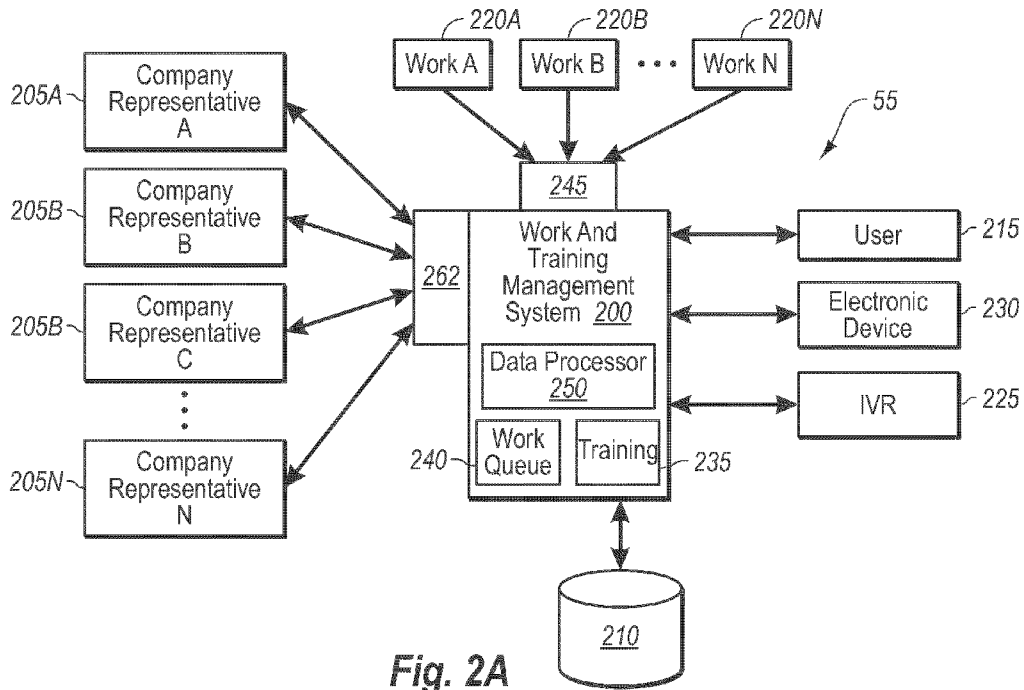 220A
220B
220N
Work A
Work B
Work N
205A
Company
Representative
A
55
245
205B
Company
Representative
B
262
Work And
Training
Management
System 200
User
215
205B
Company
Representative
C
Electronic
Device
230
Data Processor
250
IVR
225
205N
Company
Representative
N
240
Work
Queue
Training
235
210
Fig. 2A